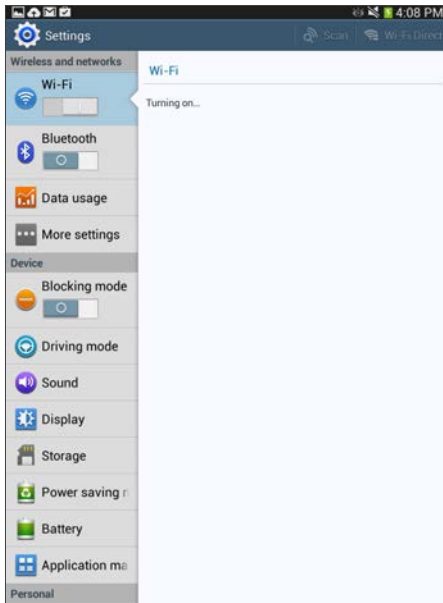 4:08 PM
Settings
Scan
Wi-Fi Direct
Wireless and networks
Wi-Fi
Bluetooth
Data usage
More settings
Device
Blocking mode
Driving mode
Sound
Display
Storage
Power saving
Battery
Application ma
Personal
Wi-Fi
Turning on...